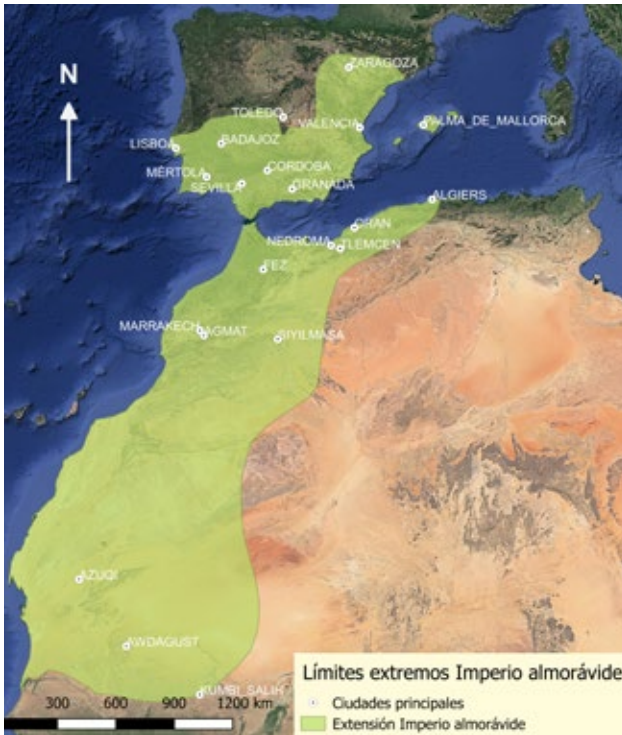 N
ZARAGOZA
TOLEDO
VALENCIA
PALMA_DE_MALLORCA
LISBOA
BADAJOZ
CORDOBA
MÉRTOLA
SEVILLA
GRANADA
ALGIERS
ORAN
NEDROMA
TLEMCEN
FEZ
MARRAKECH
AGMAT
SIYILMASA
AZUQI
AWDAGUST
KUMBI_SALIH
Límites extremos Imperio almorávide
Ciudades principales
Extensión Imperio almorávide
300 600 900 1200 km